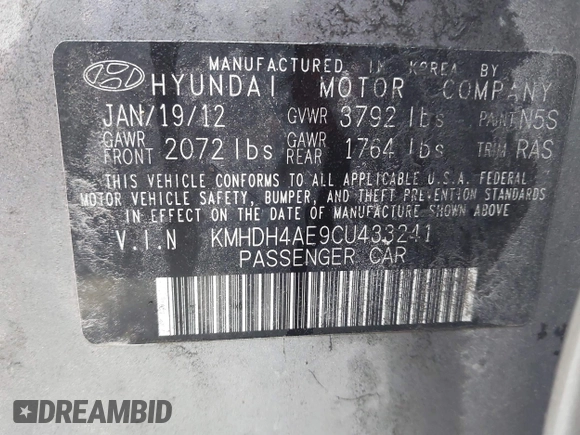 MANUFACTURED IN KOREA BY
HYUNDAI MOTOR COMPANY
JAN/19/12 GVWR 3792 lbs PAINT N5S
GAWR FRONT 2072 lbs GAWR REAR 1764 lbs TRIM RAS
THIS VEHICLE CONFORMS TO ALL APPLICABLE U.S.A. FEDERAL
MOTOR VEHICLE SAFETY, BUMPER, AND THEFT PREVENTION STANDARDS
IN EFFECT ON THE DATE OF MANUFACTURE SHOWN ABOVE
V.I.N KMHDH4AE9CU433241
PASSENGER CAR
DREAMBID